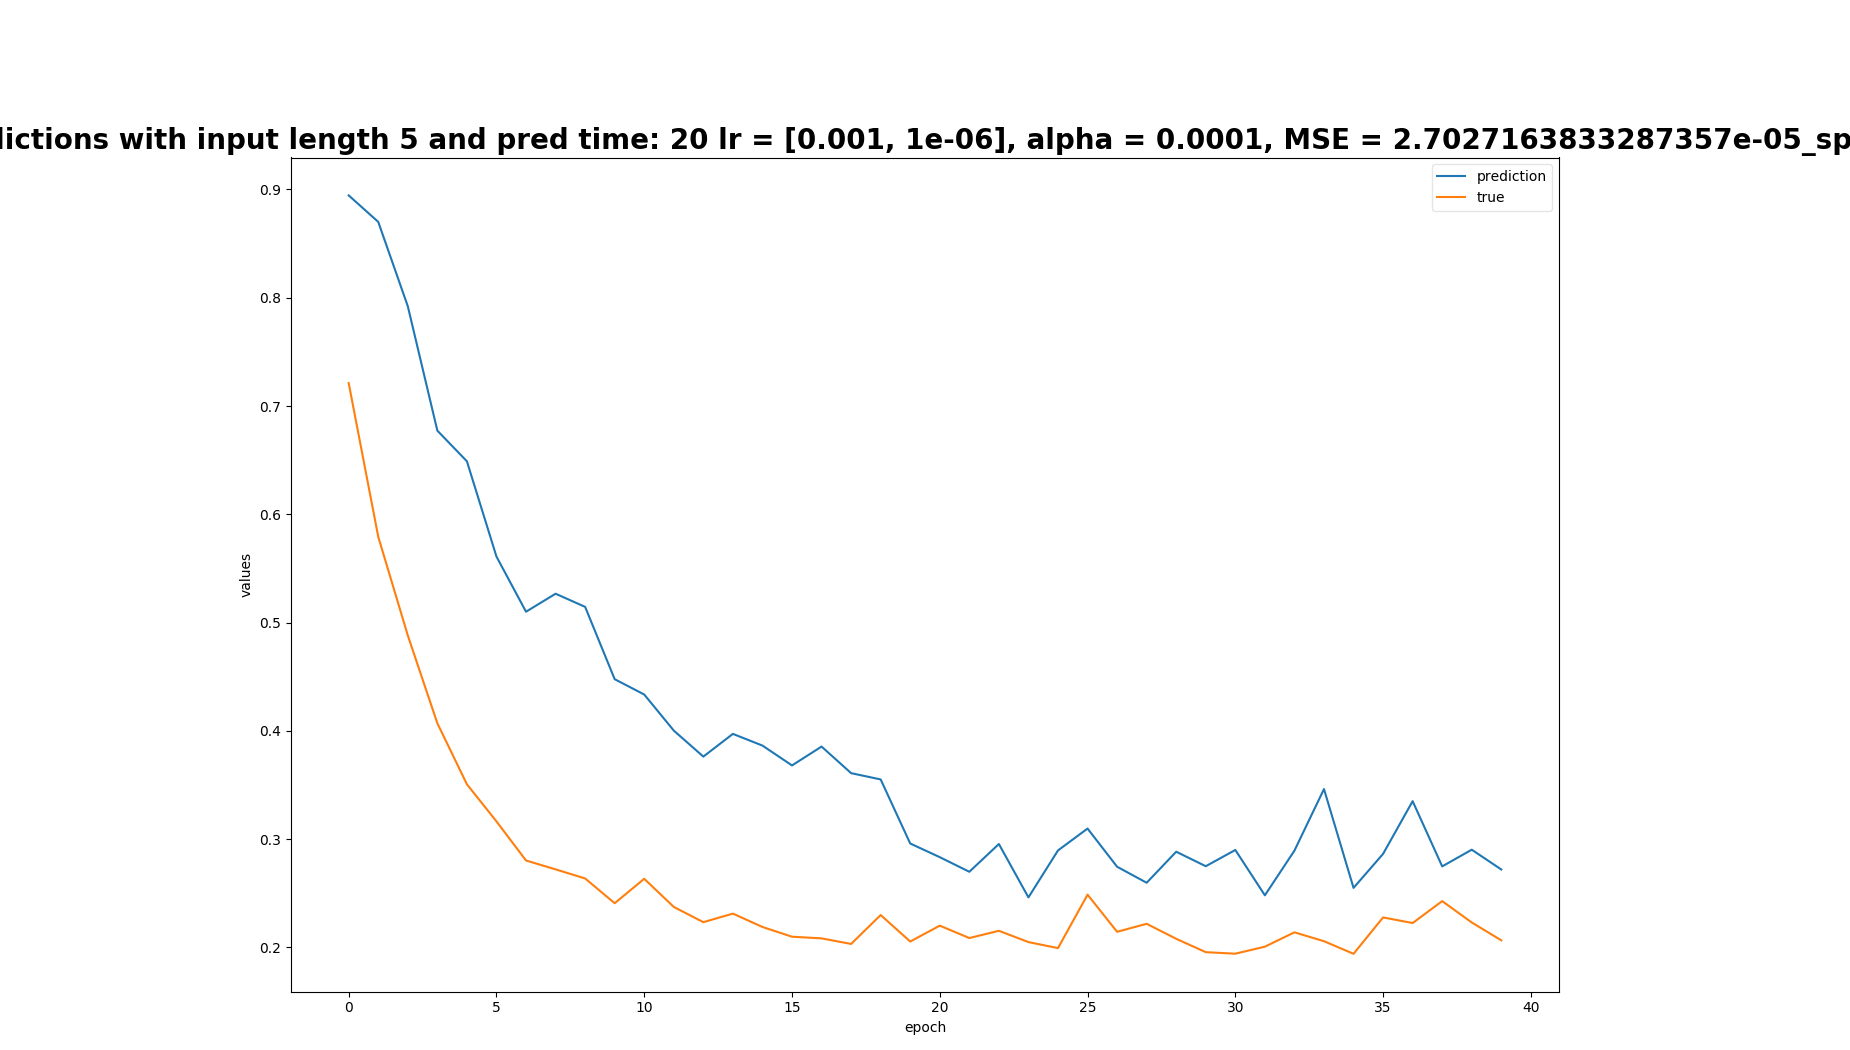 with input length 5 and pred time: 20 lr = [0.001, 1e-06], alpha = 0.0001, MSE = 2.7027163833287357e-05_sp
prediction
true
0.9
0.8
0.7
0.6
0.5
0.4
0.3
0.2
values
0 5 10 15 20 25 30 35 40
epoch